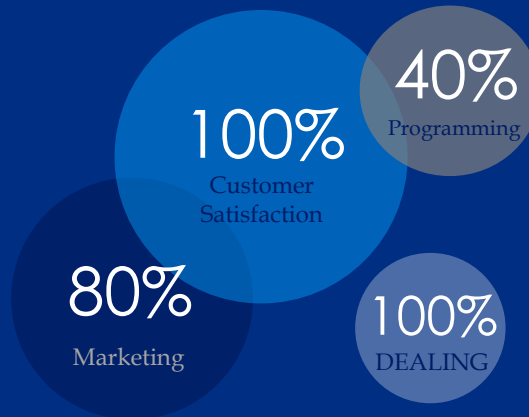 40%
Programming
100%
Customer
Satisfaction
80%
Marketing
100%
DEALING